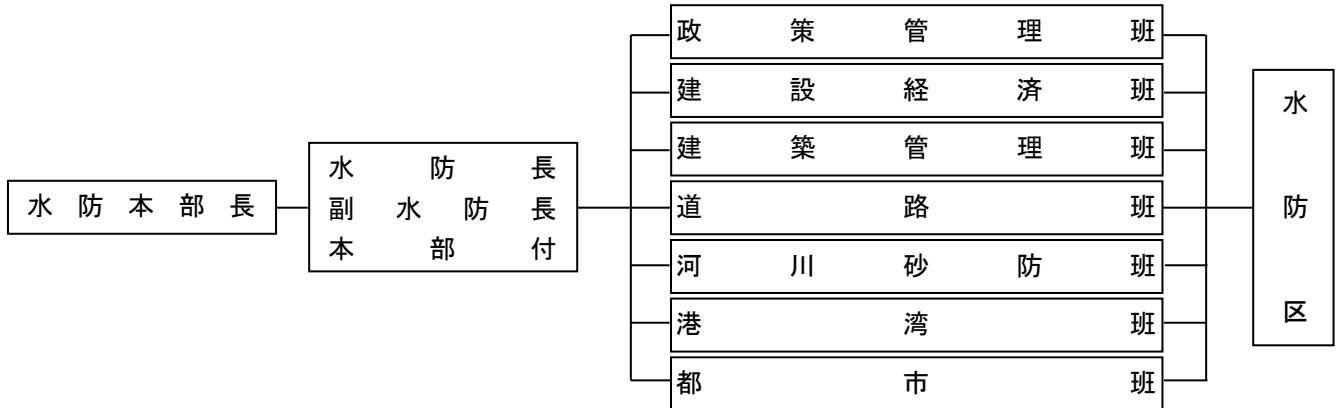 水防本部長
水防長
副水防長
本部付
政策管理班
建設経済班
建築管理班
道路班
河川砂防班
港湾班
都市班
水防区